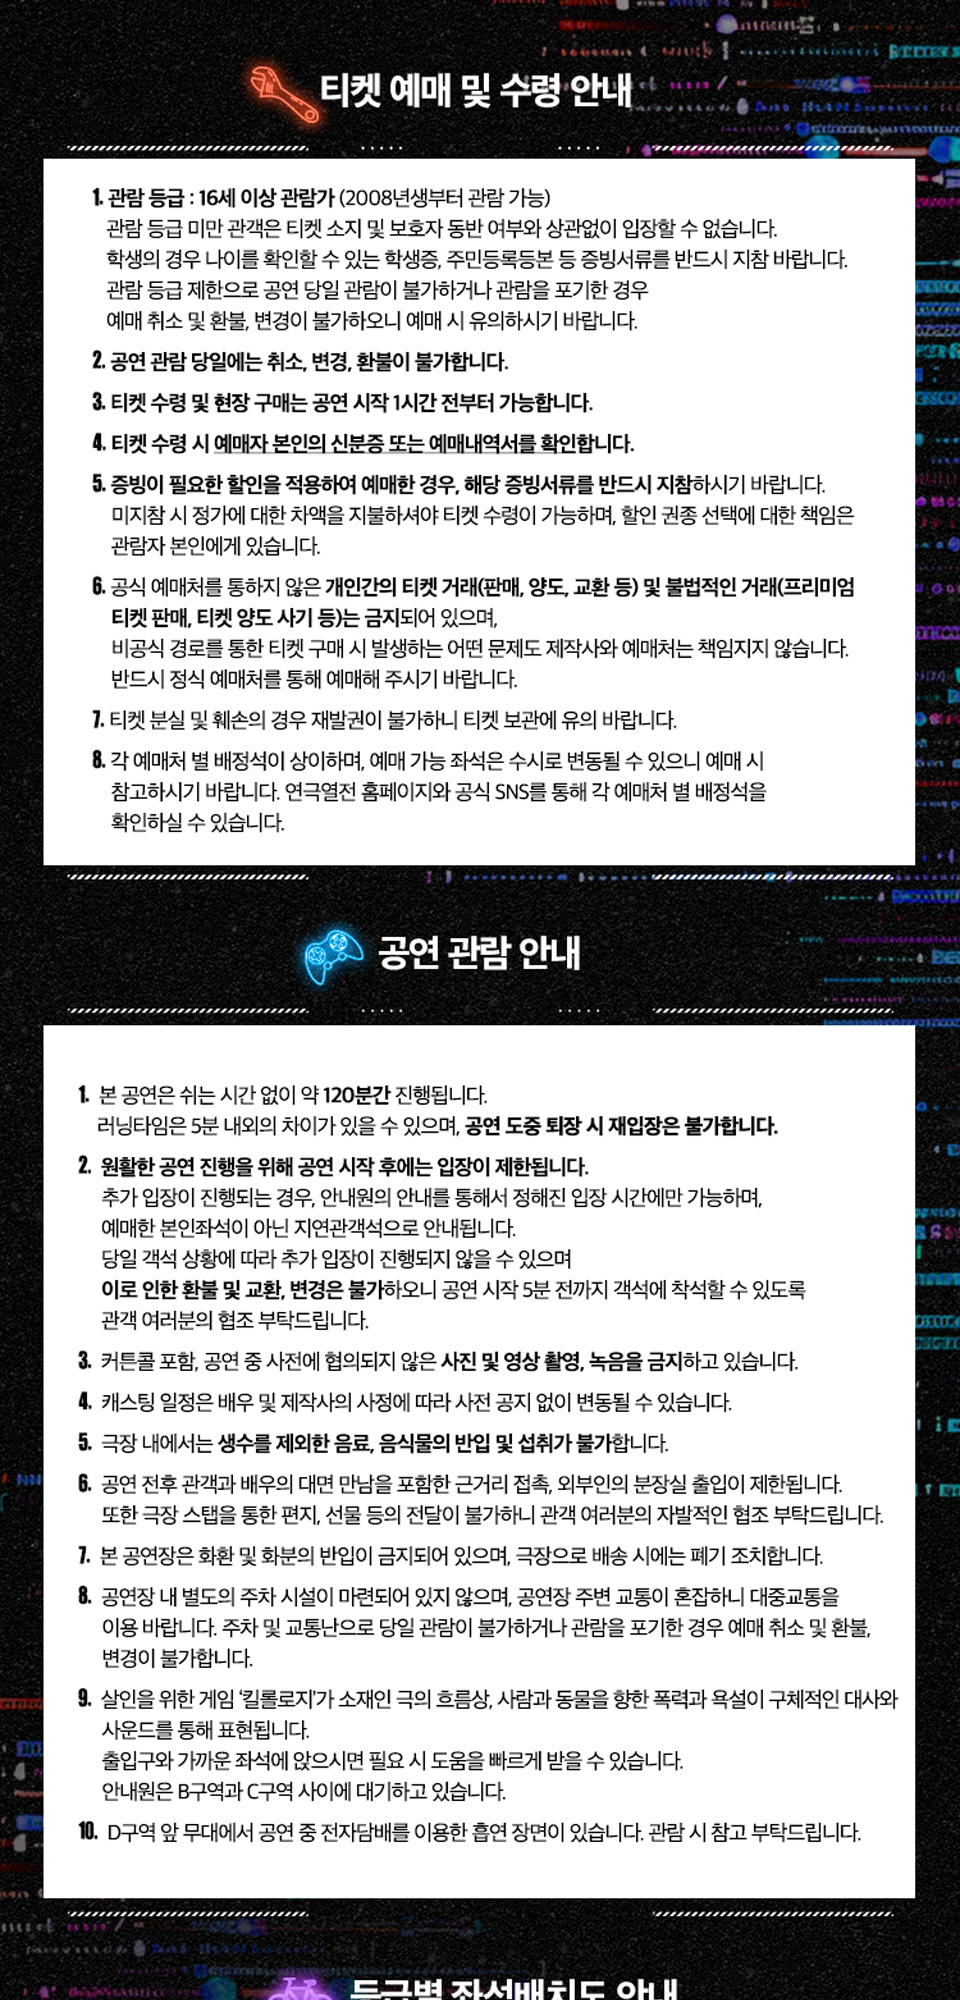 티켓 예매 및 수령 안내
1. 관람 등급 : 16세 이상 관람가 (2008년생부터 관람 가능)
관람 등급 미만 관객은 티켓 소지 및 보호자 동반 여부와 상관없이 입장할 수 없습니다.
학생의 경우 나이를 확인할 수 있는 학생증, 주민등록등본 등 증빙서류를 반드시 지참 바랍니다.
관람 등급 제한으로 공연 당일 관람이 불가하거나 관람을 포기한 경우
예매 취소 및 환불, 변경이 불가하오니 예매 시 유의하시기 바랍니다.
2. 공연 관람 당일에는 취소, 변경, 환불이 불가합니다.
3. 티켓 수령 및 현장 구매는 공연 시작 1시간 전부터 가능합니다.
4. 티켓 수령 시 예매자 본인의 신분증 또는 예매내역서를 확인합니다.
5. 증빙이 필요한 할인을 적용하여 예매한 경우, 해당 증빙서류를 반드시 지참하시기 바랍니다.
미지참 시 정가에 대한 차액을 지불하셔야 티켓 수령이 가능하며, 할인 권종 선택에 대한 책임은
관람자 본인에게 있습니다.
6. 공식 예매처를 통하지 않은 개인간의 티켓 거래(판매, 양도, 교환 등) 및 불법적인 거래(프리미엄
티켓 판매, 티켓 양도 사기 등)는 금지되어 있으며,
비공식 경로를 통한 티켓 구매 시 발생하는 어떤 문제도 제작사와 예매처는 책임지지 않습니다.
반드시 정식 예매처를 통해 예매해 주시기 바랍니다.
7. 티켓 분실 및 훼손의 경우 재발권이 불가하니 티켓 보관에 유의 바랍니다.
8. 각 예매처 별 배정석이 상이하며, 예매 가능 좌석은 수시로 변동될 수 있으니 예매 시
참고하시기 바랍니다. 연극열전 홈페이지와 공식 SNS를 통해 각 예매처 별 배정석을
확인하실 수 있습니다.
공연 관람 안내
1. 본 공연은 쉬는 시간 없이 약 120분간 진행됩니다.
러닝타임은 5분 내외의 차이가 있을 수 있으며, 공연 도중 퇴장 시 재입장은 불가합니다.
2. 원활한 공연 진행을 위해 공연 시작 후에는 입장이 제한됩니다.
추가 입장이 진행되는 경우, 안내원의 안내를 통해서 정해진 입장 시간에만 가능하며,
예매한 본인좌석이 아닌 지연관객석으로 안내됩니다.
당일 객석 상황에 따라 추가 입장이 진행되지 않을 수 있으며
이로 인한 환불 및 교환, 변경은 불가하오니 공연 시작 5분 전까지 객석에 착석할 수 있도록
관객 여러분의 협조 부탁드립니다.
3. 커튼콜 포함, 공연 중 사전에 협의되지 않은 사진 및 영상 촬영, 녹음을 금지하고 있습니다.
4. 캐스팅 일정은 배우 및 제작사의 사정에 따라 사전 공지 없이 변동될 수 있습니다.
5. 극장 내에서는 생수를 제외한 음료, 음식물의 반입 및 섭취가 불가합니다.
6. 공연 전후 관객과 배우의 대면 만남을 포함한 근거리 접촉, 외부인의 분장실 출입이 제한됩니다.
또한 극장 스탭을 통한 편지, 선물 등의 전달이 불가하니 관객 여러분의 자발적인 협조 부탁드립니다.
7. 본 공연장은 화환 및 화분의 반입이 금지되어 있으며, 극장으로 배송 시에는 폐기 조치합니다.
8. 공연장 내 별도의 주차 시설이 마련되어 있지 않으며, 공연장 주변 교통이 혼잡하니 대중교통을
이용 바랍니다. 주차 및 교통난으로 당일 관람이 불가하거나 관람을 포기한 경우 예매 취소 및 환불,
변경이 불가합니다.
9. 살인을 위한 게임 '킬롤로지'가 소재인 극의 흐름상, 사람과 동물을 향한 폭력과 욕설이 구체적인 대사와
사운드를 통해 표현됩니다.
출입구와 가까운 좌석에 앉으시면 필요 시 도움을 빠르게 받을 수 있습니다.
안내원은 B구역과 C구역 사이에 대기하고 있습니다.
10. D구역 앞 무대에서 공연 중 전자담배를 이용한 흡연 장면이 있습니다. 관람 시 참고 부탁드립니다.
등급별 좌석배치도 안내